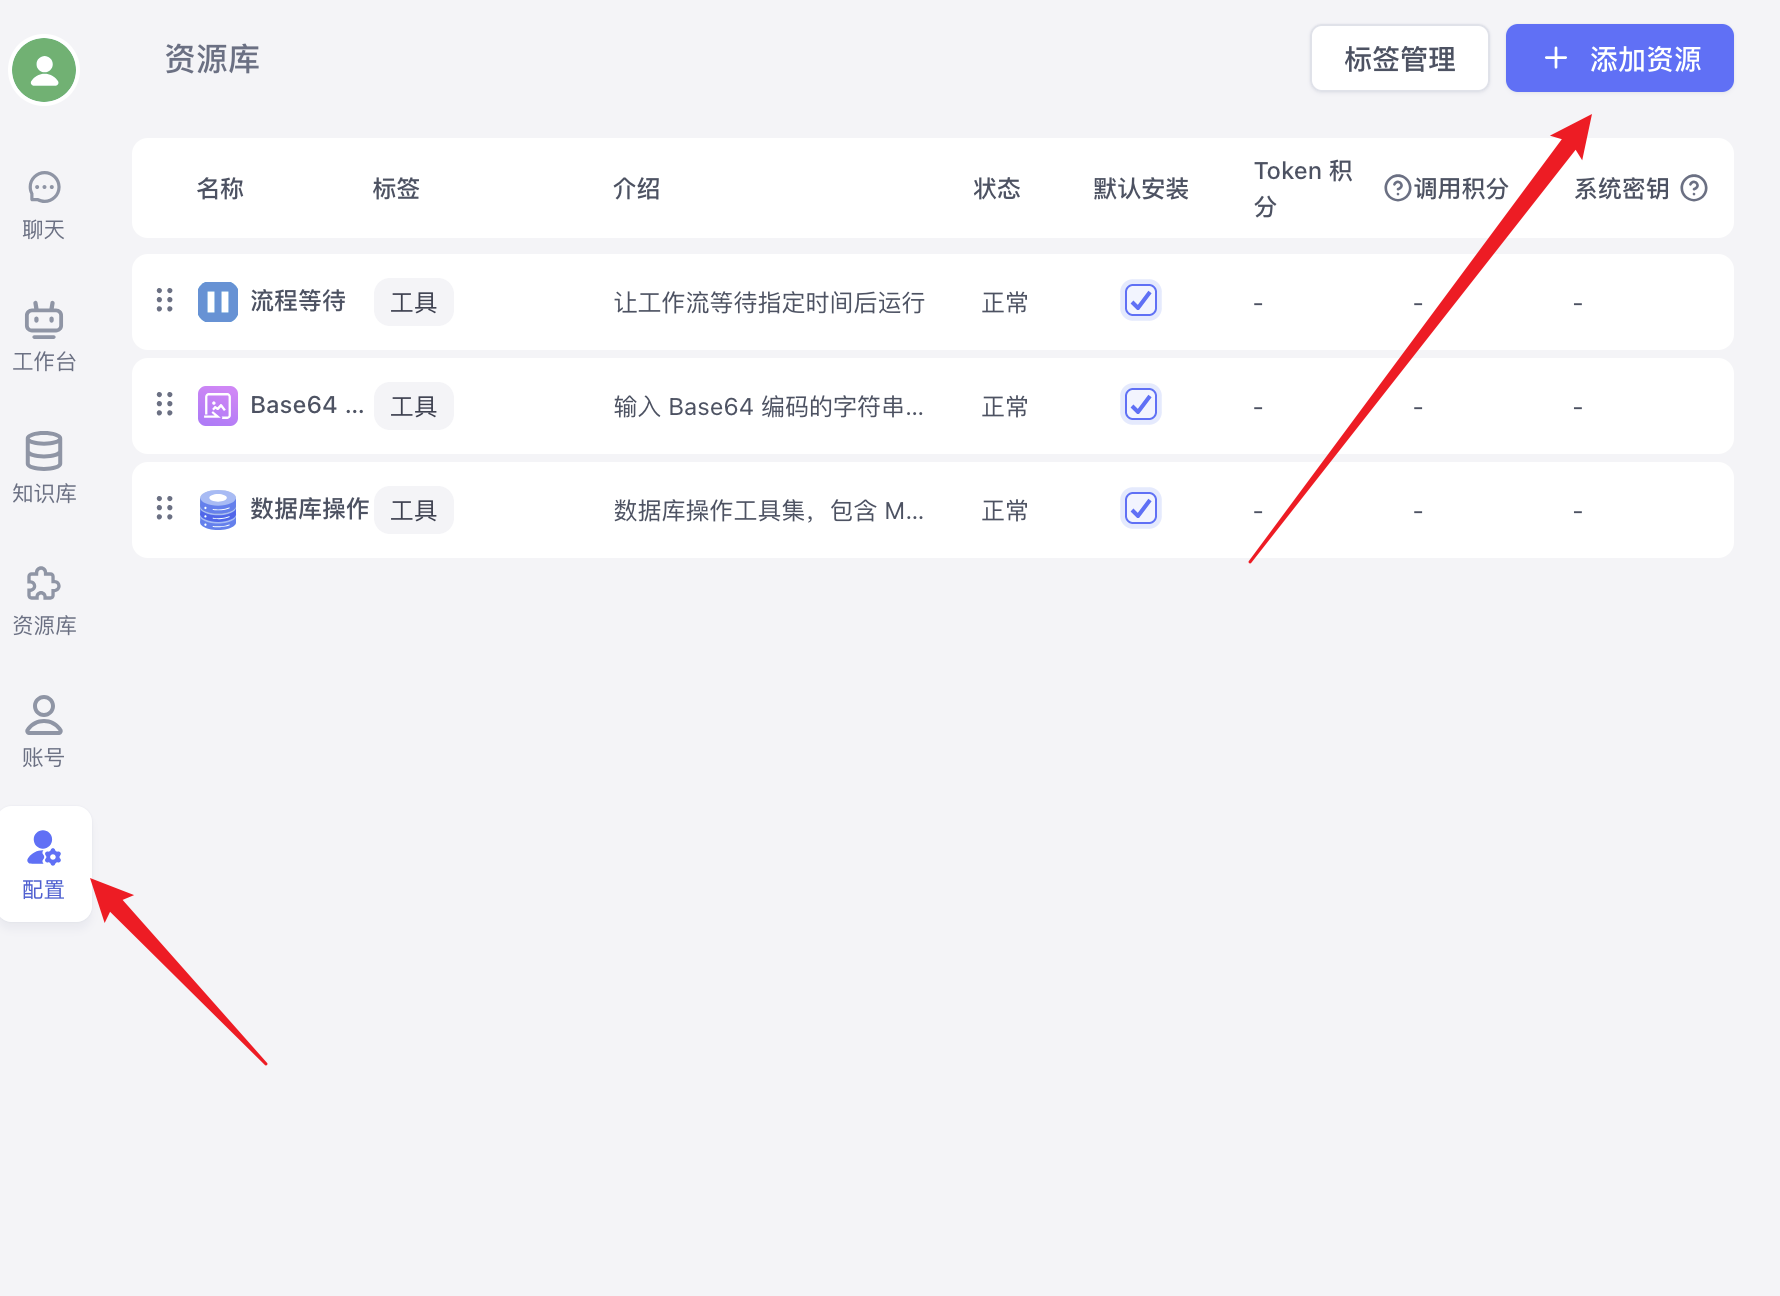 资源库
标签管理
添加资源
聊天
工作台
知识库
资源库
账号
配置
名称 标签 介绍 状态 默认安装 Token 积分 调用积分 系统密钥
流程等待 工具 让工作流等待指定时间后运行 正常 - - -
Base64 ... 工具 输入 Base64 编码的字符串... 正常 - - -
数据库操作 工具 数据库操作工具集，包含 M... 正常 - - -